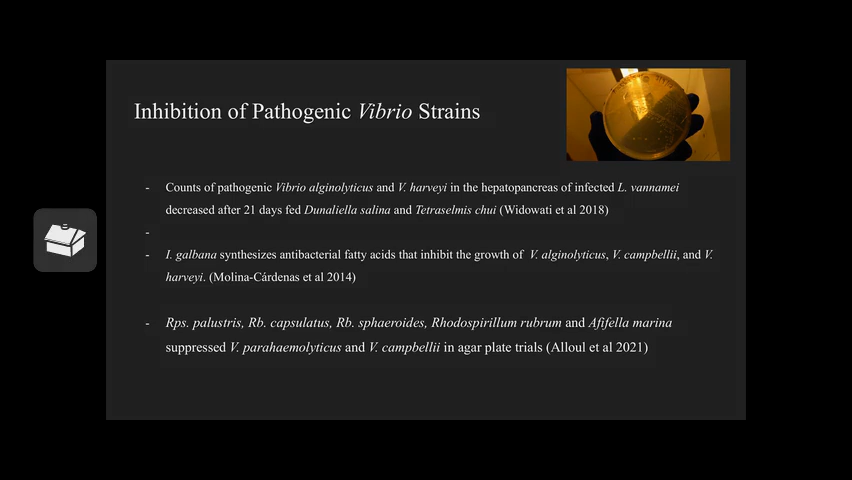 Inhibition of Pathogenic Vibrio Strains
- Counts of pathogenic Vibrio alginolyticus and V. harveyi in the hepatopancreas of infected L. vannamei
decreased after 21 days fed Dunaliella salina and Tetraselmis chui (Widowati et al 2018)
-
- I. galbana synthesizes antibacterial fatty acids that inhibit the growth of  V. alginolyticus, V. campbellii, and V.
harveyi. (Molina-Cárdenas et al 2014)
- Rps. palustris, Rb. capsulatus, Rb. sphaeroides, Rhodospirillum rubrum and Afifella marina
suppressed V. parahaemolyticus and V. campbellii in agar plate trials (Alloul et al 2021)